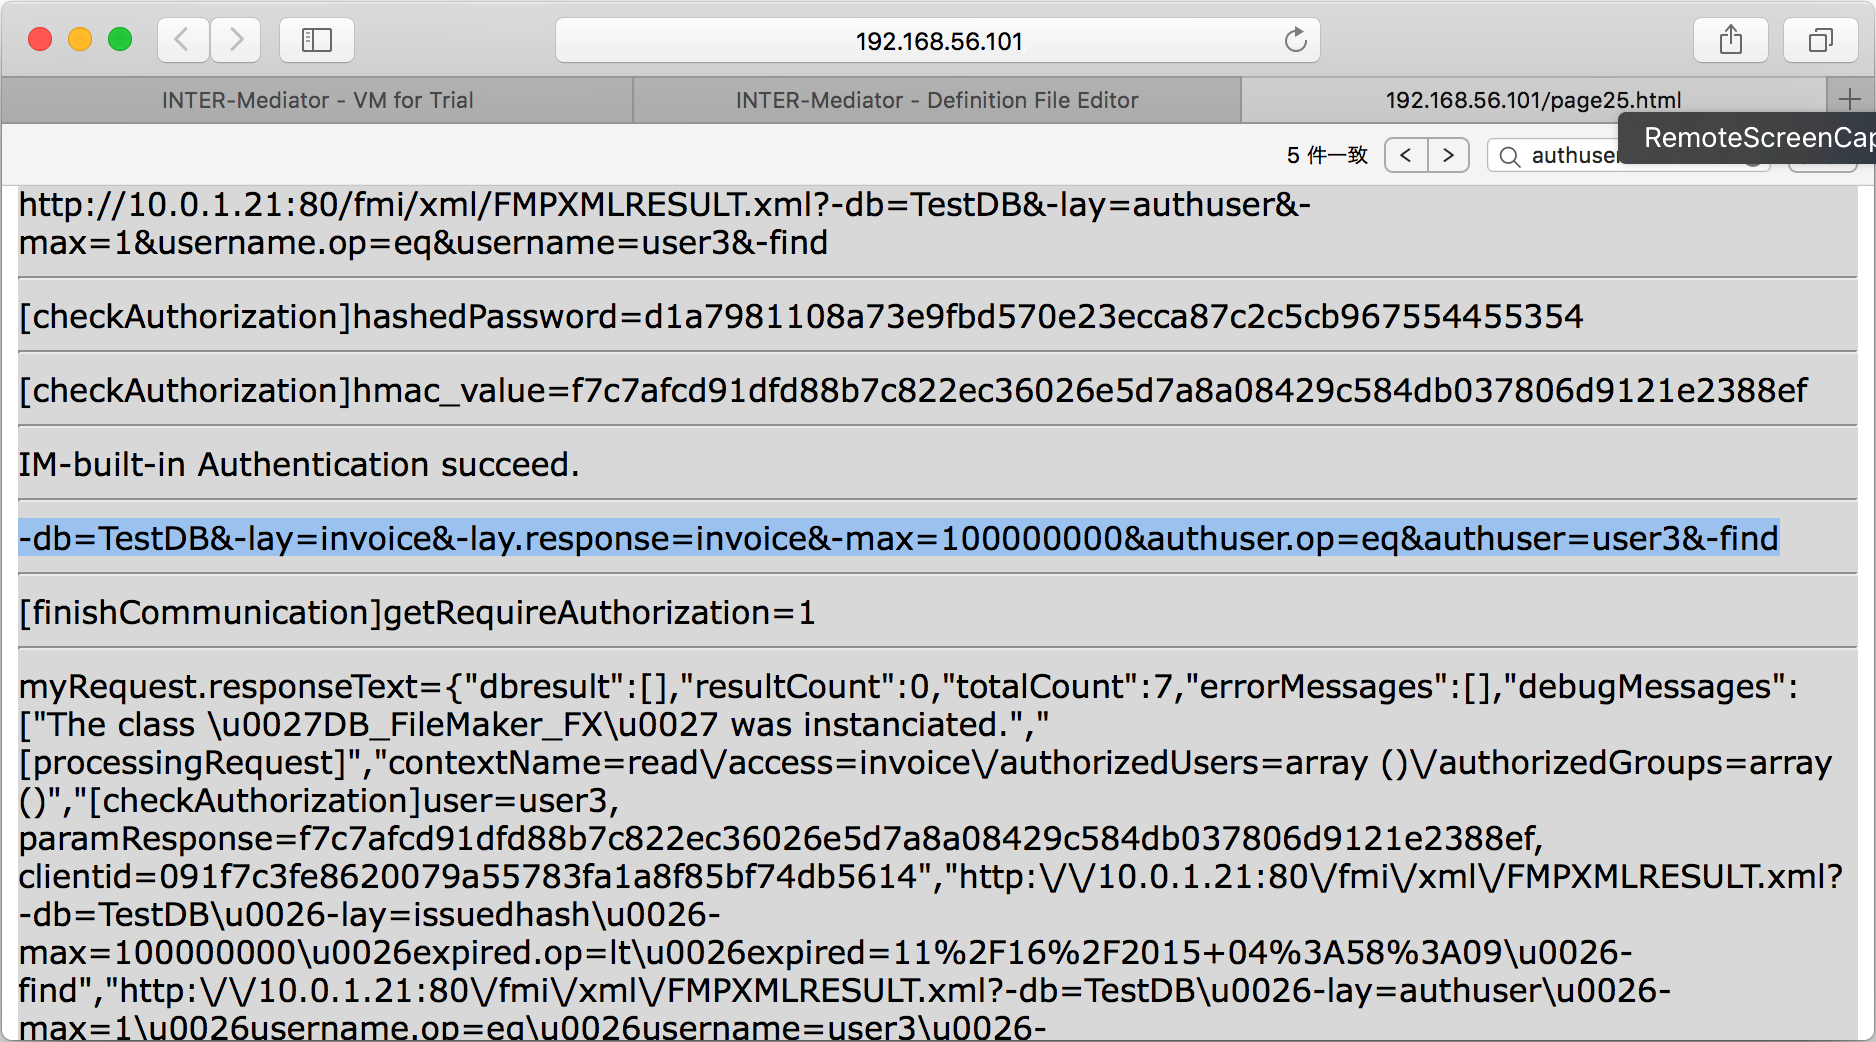 192.168.56.101
INTER-Mediator - VM for Trial
INTER-Mediator - Definition File Editor
192.168.56.101/page25.html
RemoteScreenCap
5 件一致
authuser
http://10.0.1.21:80/fmi/xml/FMPXMLRESULT.xml?-db=TestDB&-lay=authuser&-
max=1&username.op=eq&username=user3&-find
[checkAuthorization]hashedPassword=d1a7981108a73e9fbd570e23ecca87c2c5cb967554455354
[checkAuthorization]hmac_value=f7c7afcd91dfd88b7c822ec36026e5d7a8a08429c584db037806d9121e2388ef
IM-built-in Authentication succeed.
-db=TestDB&-lay=invoice&-lay.response=invoice&-max=100000000&authuser.op=eq&authuser=user3&-find
[finishCommunication]getRequireAuthorization=1
myRequest.responseText={"dbresult":[],"resultCount":0,"totalCount":7,"errorMessages":[],"debugMessages":
["The class \u0027DB_FileMaker_FX\u0027 was instanciated.","
[processingRequest]","contextName=read\/access=invoice\/authorizedUsers=array ()\/authorizedGroups=array
()","[checkAuthorization]user=user3,
paramResponse=f7c7afcd91dfd88b7c822ec36026e5d7a8a08429c584db037806d9121e2388ef,
clientid=091f7c3fe8620079a55783fa1a8f85bf74db5614","http:\/\/10.0.1.21:80\/fmi\/xml\/FMPXMLRESULT.xml?
-db=TestDB\u0026-lay=issuedhash\u0026-
max=100000000\u0026expired.op=lt\u0026expired=11%2F16%2F2015+04%3A58%3A09\u0026-
find","http:\/\/10.0.1.21:80\/fmi\/xml\/FMPXMLRESULT.xml?-db=TestDB\u0026-lay=authuser\u0026-
max=1\u0026username.op=eq\u0026username=user3\u0026-